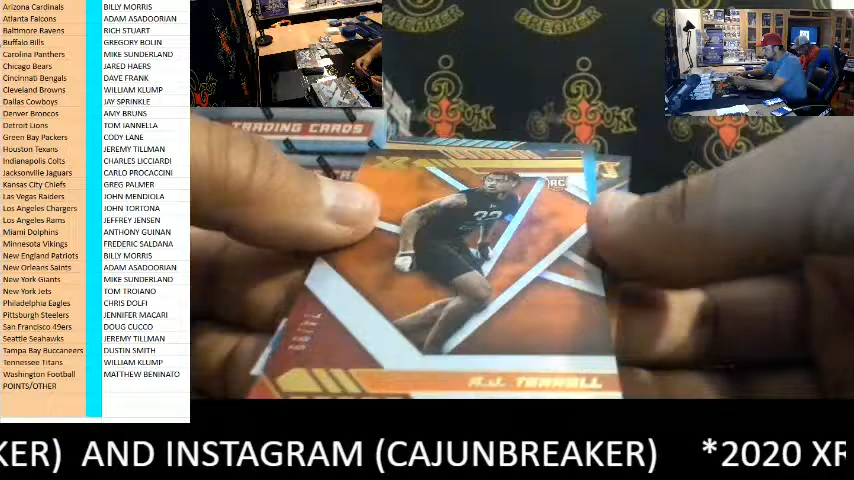 Arizona Cardinals BILLY MORRIS
Atlanta Falcons ADAM ASADOORIAN
Baltimore Ravens RICH STUART
Buffalo Bills GREGORY BOLIN
Carolina Panthers MIKE SUNDERLAND
Chicago Bears JARED HAERS
Cincinnati Bengals DAVE FRANK
Cleveland Browns WILLIAM KLUMP
Dallas Cowboys JAY SPRINKLE
Denver Broncos AMY BRUNS
Detroit Lions TOM IANNELLA
Green Bay Packers CODY LANE
Houston Texans JEREMY TILLMAN
Indianapolis Colts CHARLES LICCIARDI
Jacksonville Jaguars CARLO PROCACCINI
Kansas City Chiefs GREG PALMER
Las Vegas Raiders JOHN MENDIOLA
Los Angeles Chargers JOHN TORTONA
Los Angeles Rams JEFFREY JENSEN
Miami Dolphins ANTHONY GUINAN
Minnesota Vikings FREDERIC SALDANA
New England Patriots BILLY MORRIS
New Orleans Saints ADAM ASADOORIAN
New York Giants MIKE SUNDERLAND
New York Jets TOM TROIANO
Philadelphia Eagles CHRIS DOLFI
Pittsburgh Steelers JENNIFER MACARI
San Francisco 49ers DOUG CUCCO
Seattle Seahawks JEREMY TILLMAN
Tampa Bay Buccaneers DUSTIN SMITH
Tennessee Titans WILLIAM KLUMP
Washington Football MATTHEW BENINATO
POINTS/OTHER
BREAKER
TRADING CARDS
XR
RC
A.J. TERRELL
KER) AND INSTAGRAM (CAJUNBREAKER) *2020 XR